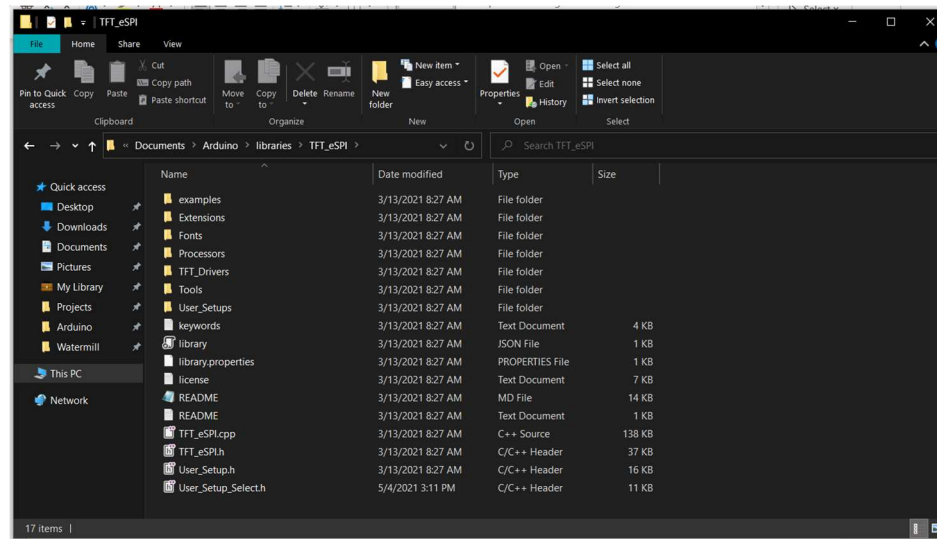 TFT_eSPI
File Home Share View
Pin to Quick access
Copy
Paste
Cut
Copy path
Paste shortcut
Clipboard
Move to
Copy to
Delete
Rename
Organize
New folder
New item
Easy access
New
Properties
Open
Edit
History
Open
Select all
Select none
Invert selection
Select
« Documents > Arduino > libraries > TFT_eSPI >
Search TFT_eSPI
Quick access
Desktop
Downloads
Documents
Pictures
My Library
Projects
Arduino
Watermill
This PC
Network
Name Date modified Type Size
examples 3/13/2021 8:27 AM File folder
Extensions 3/13/2021 8:27 AM File folder
Fonts 3/13/2021 8:27 AM File folder
Processors 3/13/2021 8:27 AM File folder
TFT_Drivers 3/13/2021 8:27 AM File folder
Tools 3/13/2021 8:27 AM File folder
User_Setups 3/13/2021 8:27 AM File folder
keywords 3/13/2021 8:27 AM Text Document 4 KB
library 3/13/2021 8:27 AM JSON File 1 KB
library.properties 3/13/2021 8:27 AM PROPERTIES File 1 KB
license 3/13/2021 8:27 AM Text Document 7 KB
README 3/13/2021 8:27 AM MD File 14 KB
README 3/13/2021 8:27 AM Text Document 1 KB
TFT_eSPI.cpp 3/13/2021 8:27 AM C++ Source 138 KB
TFT_eSPI.h 3/13/2021 8:27 AM C/C++ Header 37 KB
User_Setup.h 3/13/2021 8:27 AM C/C++ Header 16 KB
User_Setup_Select.h 5/4/2021 3:11 PM C/C++ Header 11 KB
17 items